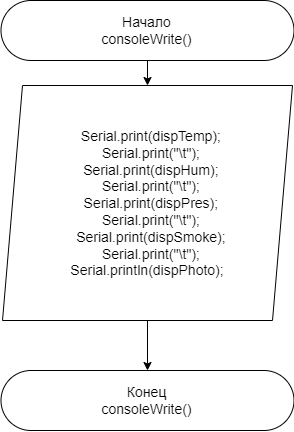 Начало
consoleWrite()
Serial.print(dispTemp);
Serial.print("\t");
Serial.print(dispHum);
Serial.print("\t");
Serial.print(dispPres);
Serial.print("\t");
Serial.print(dispSmoke);
Serial.print("\t");
Serial.println(dispPhoto);
Конец
consoleWrite()